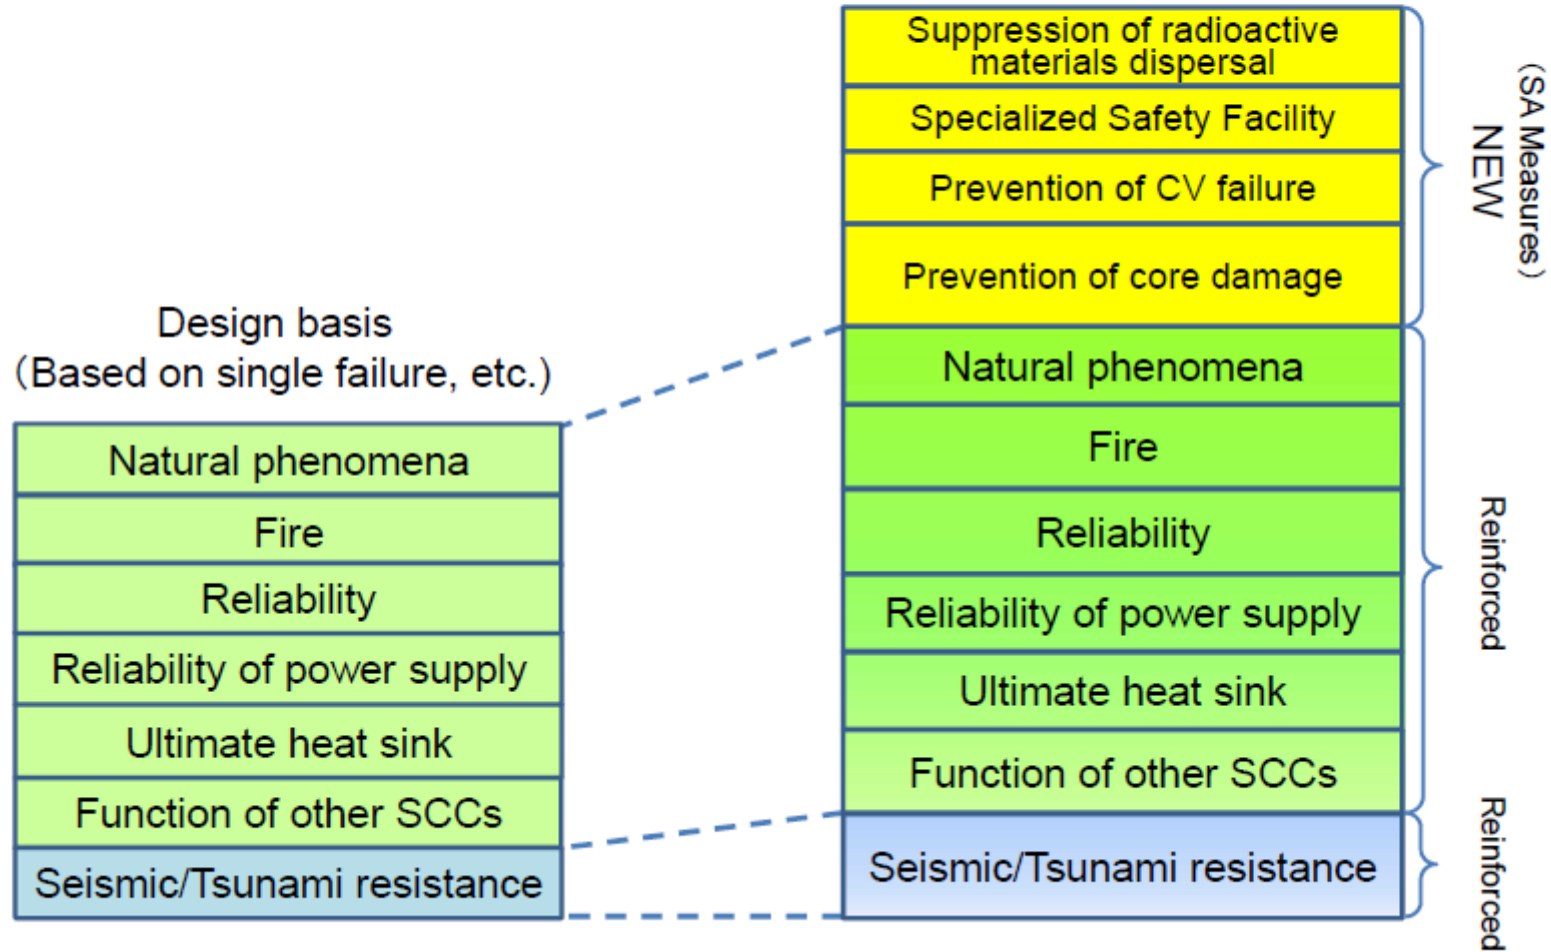 Design basis
(Based on single failure, etc.)
Natural phenomena
Fire
Reliability
Reliability of power supply
Ultimate heat sink
Function of other SCCs
Seismic/Tsunami resistance
Suppression of radioactive
materials dispersal
Specialized Safety Facility
Prevention of CV failure
Prevention of core damage
Natural phenomena
Fire
Reliability
Reliability of power supply
Ultimate heat sink
Function of other SCCs
Seismic/Tsunami resistance
(SA Measures)
NEW
Reinforced
Reinforced